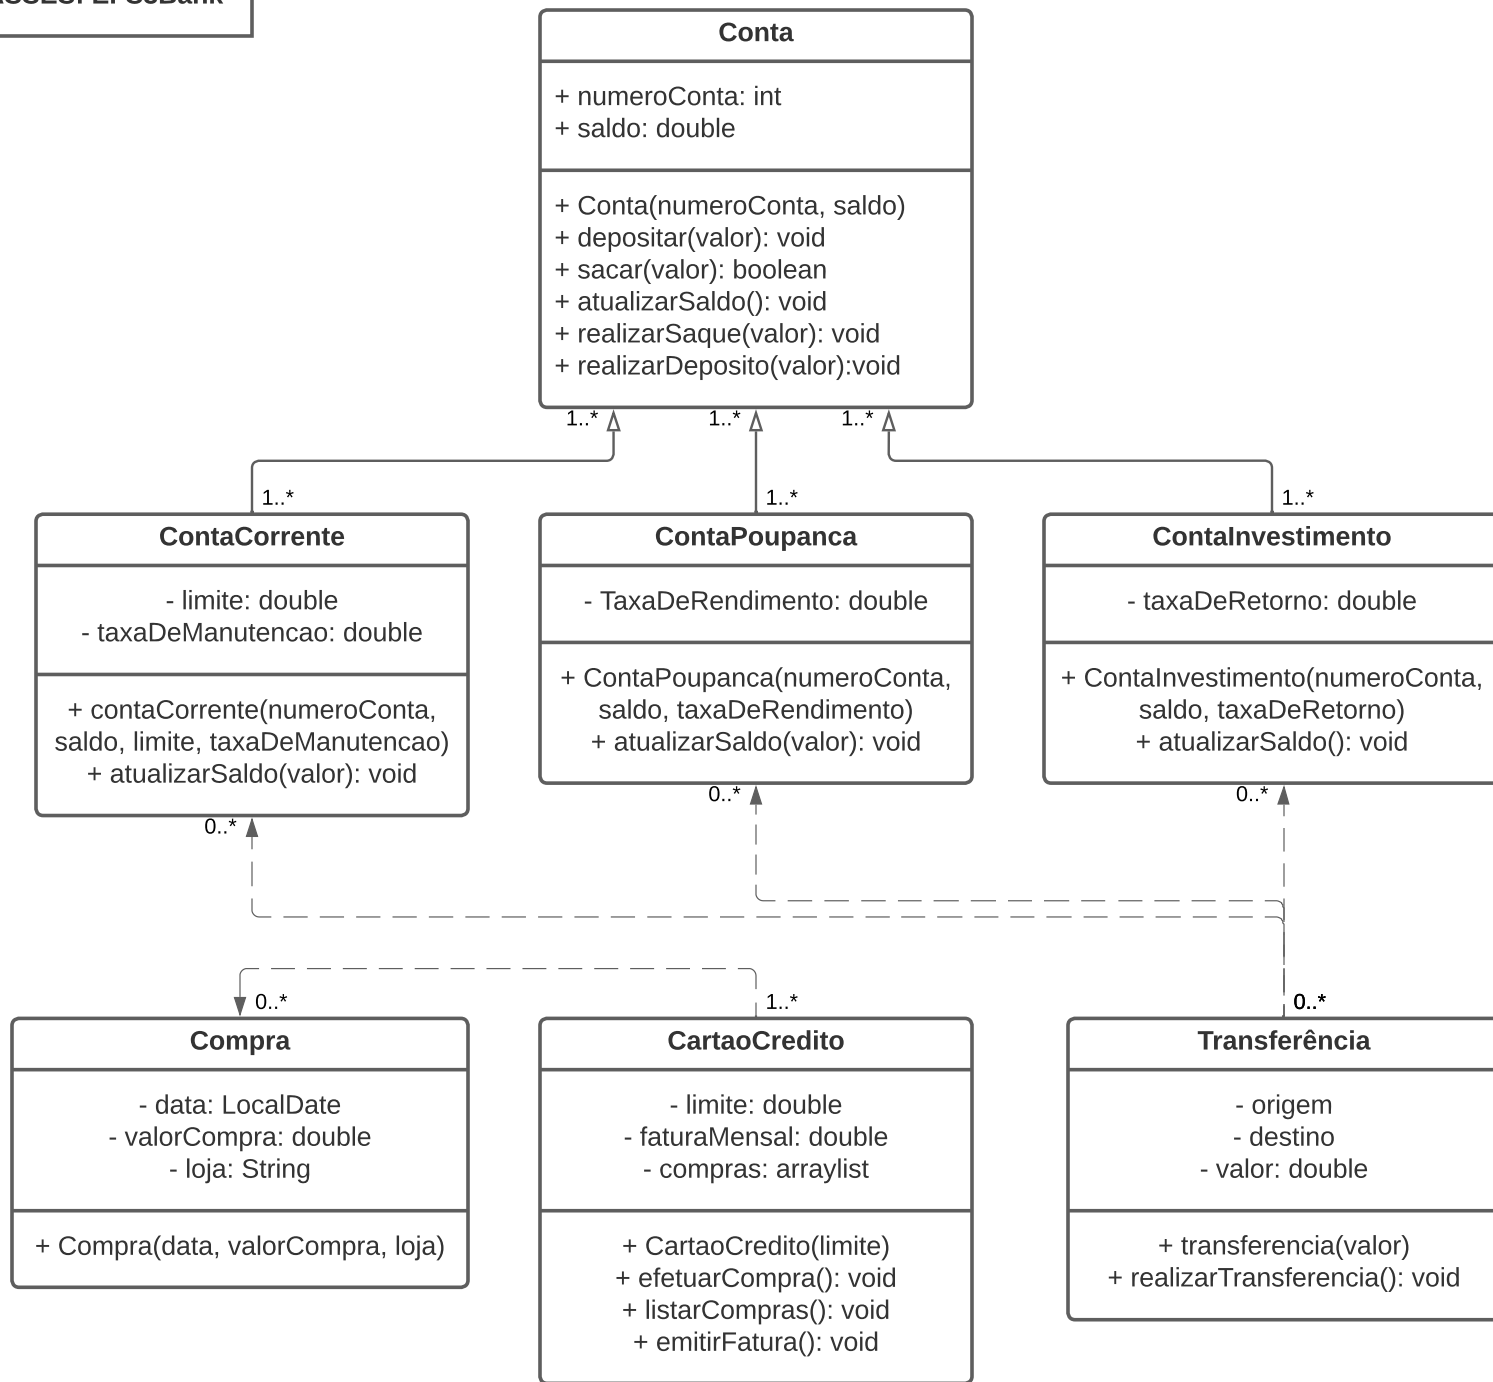 Conta
+ numeroConta: int
+ saldo: double
+ Conta(numeroConta, saldo)
+ depositar(valor): void
+ sacar(valor): boolean
+ atualizarSaldo(): void
+ realizarSaque(valor): void
+ realizarDeposito(valor):void
1..* 1..* 1..*
1..* 1..* 1..*
ContaCorrente
- limite: double
- taxaDeManutencao: double
+ contaCorrente(numeroConta,
saldo, limite, taxaDeManutencao)
+ atualizarSaldo(valor): void
0..*
ContaPoupanca
- TaxaDeRendimento: double
+ ContaPoupanca(numeroConta,
saldo, taxaDeRendimento)
+ atualizarSaldo(valor): void
0..*
ContaInvestimento
- taxaDeRetorno: double
+ ContaInvestimento(numeroConta,
saldo, taxaDeRetorno)
+ atualizarSaldo(): void
0..*
0..* 1..* 0..*
Compra
- data: LocalDate
- valorCompra: double
- loja: String
+ Compra(data, valorCompra, loja)
CartaoCredito
- limite: double
- faturaMensal: double
- compras: arraylist
+ CartaoCredito(limite)
+ efetuarCompra(): void
+ listarCompras(): void
+ emitirFatura(): void
Transferência
- origem
- destino
- valor: double
+ transferencia(valor)
+ realizarTransferencia(): void